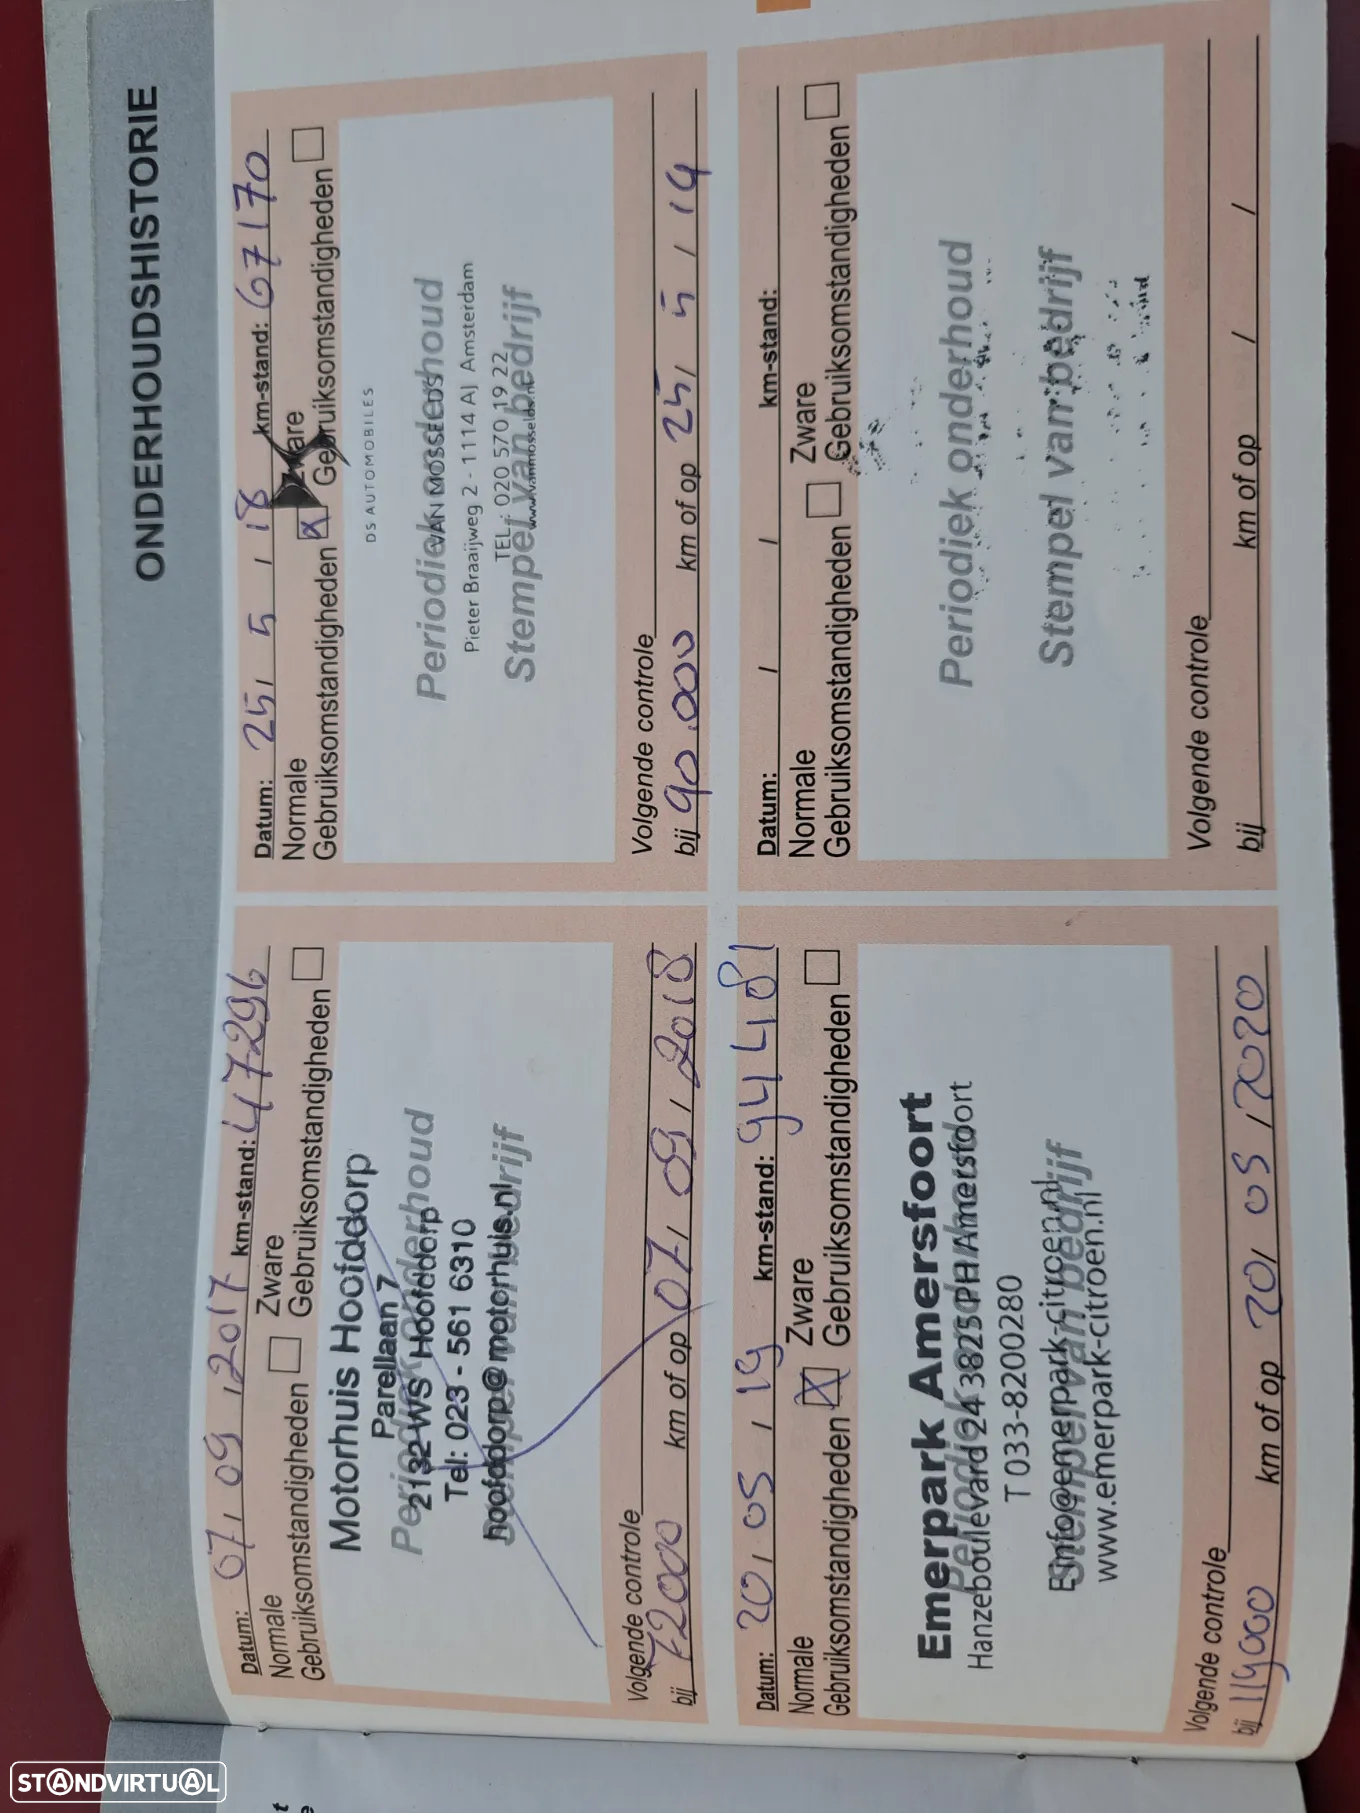 ONDERHOUDSHISTORIE
Datum: 07, 09, 2017 km-stand: 47296
Normale Zware
Gebruiksomstandigheden Gebruiksomstandigheden
Motorhuis Hoofddorp
Parellaan 7
Periodiek onderhoud
2132 WS Hoofddorp
Tel: 023 - 561 6310
hoofddorp@motorhuis.nl
Stempel van bedrijf
Volgende controle
bij 72000 km of op 07, 09, 2018
Datum: 25, 5, 18 km-stand: 67170
Normale Zware
Gebruiksomstandigheden X Gebruiksomstandigheden
DS AUTOMOBILES
Periodiek onderhoud
VAN MOSSEL DS
Pieter Braaijweg 2 - 1114 AJ Amsterdam
TEL: 020 570 19 22
Stempel van bedrijf
Volgende controle
bij 90.000 km of op 25, 5, 19
Datum: 20, 05, 19 km-stand: 94481
Normale Zware
Gebruiksomstandigheden X Gebruiksomstandigheden
Emerpark Amersfoort
Periodiek onderhoud
Hanzeboulevard 24 3825 PH Amersfoort
T 033-8200280
E info@emerpark-citroen.nl
Stempel van bedrijf
www.emerpark-citroen.nl
Volgende controle
bij 119000 km of op 20, 05, 2020
Datum: / / km-stand:
Normale Zware
Gebruiksomstandigheden Gebruiksomstandigheden
Periodiek onderhoud
Stempel van bedrijf
Volgende controle
bij km of op / /
STANDVIRTUAL